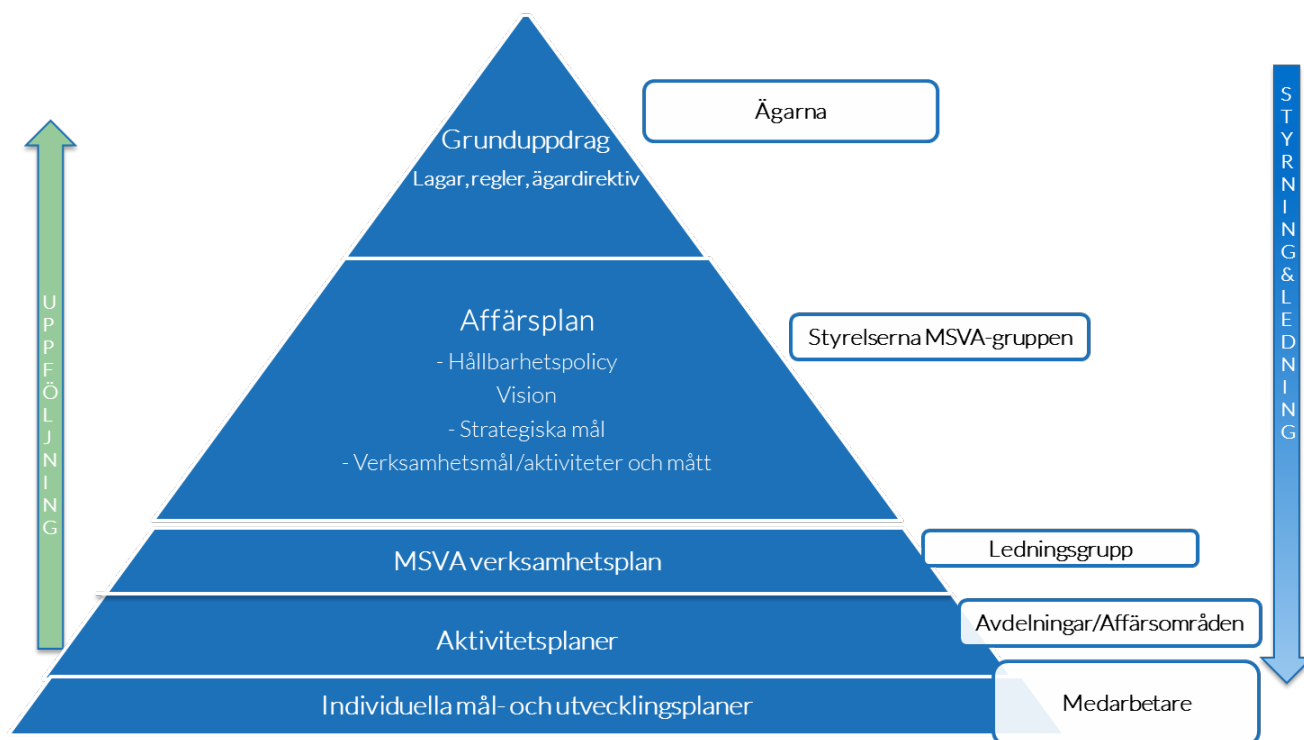 Grunduppdrag
Lagar, regler, ägardirektiv
Ägarna
Affärsplan
- Hållbarhetspolicy
Vision
- Strategiska mål
- Verksamhetsmål/aktiviteter och mått
Styrelserna MSVA-gruppen
MSVA verksamhetsplan
Ledningsgrupp
Aktivitetsplaner
Avdelningar/Affärsområden
Individuella mål- och utvecklingsplaner
Medarbetare
UPPFÖLJNING
STYRNING&LEDNING